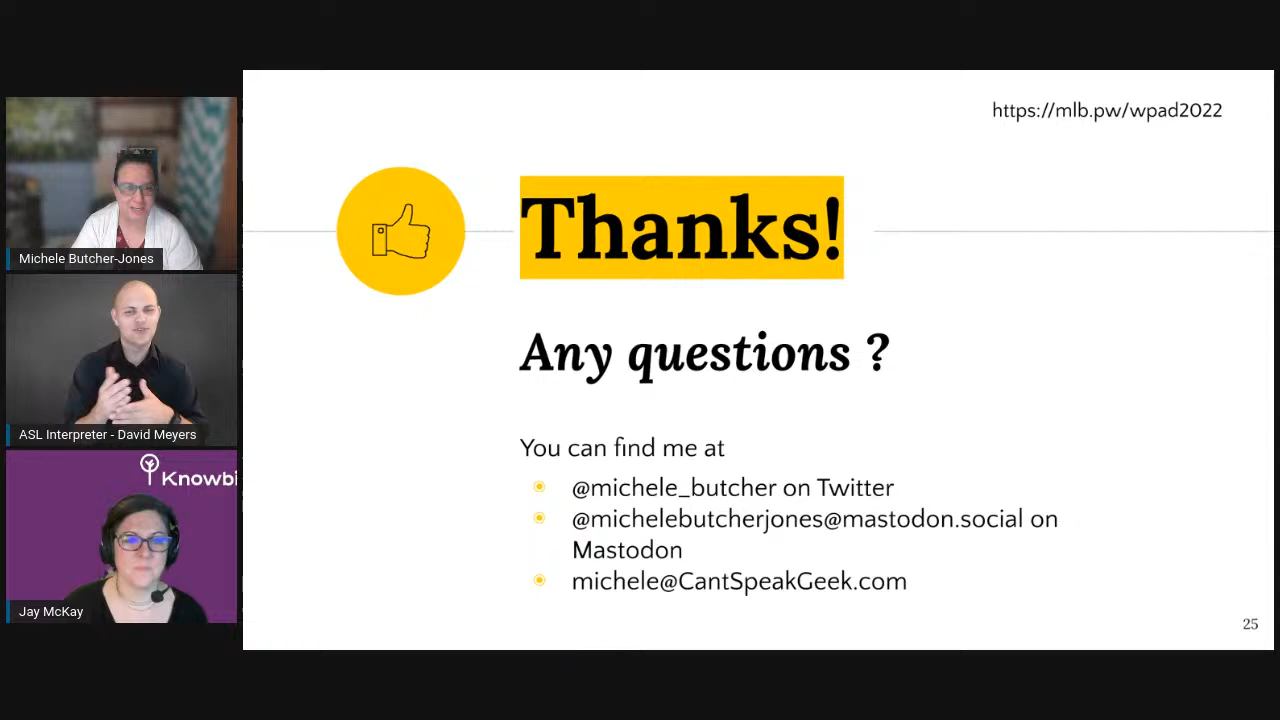 https://mlb.pw/wpad2022
Thanks!
Any questions ?
You can find me at
@michele_butcher on Twitter
@michelebutcherjones@mastodon.social on
Mastodon
michele@CantSpeakGeek.com
25
Michele Butcher-Jones
ASL Interpreter - David Meyers
Knowbi
Jay McKay